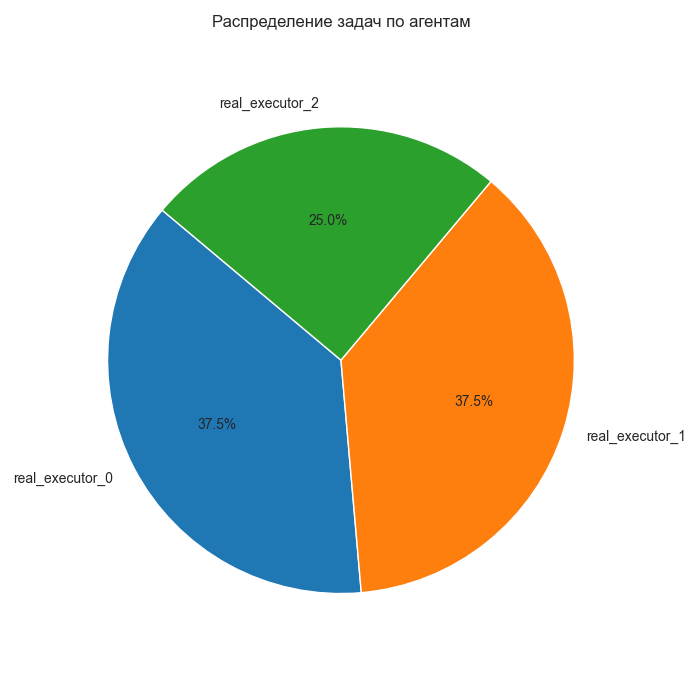 Распределение задач по агентам
real_executor_2
25.0%
37.5%
37.5%
real_executor_1
real_executor_0